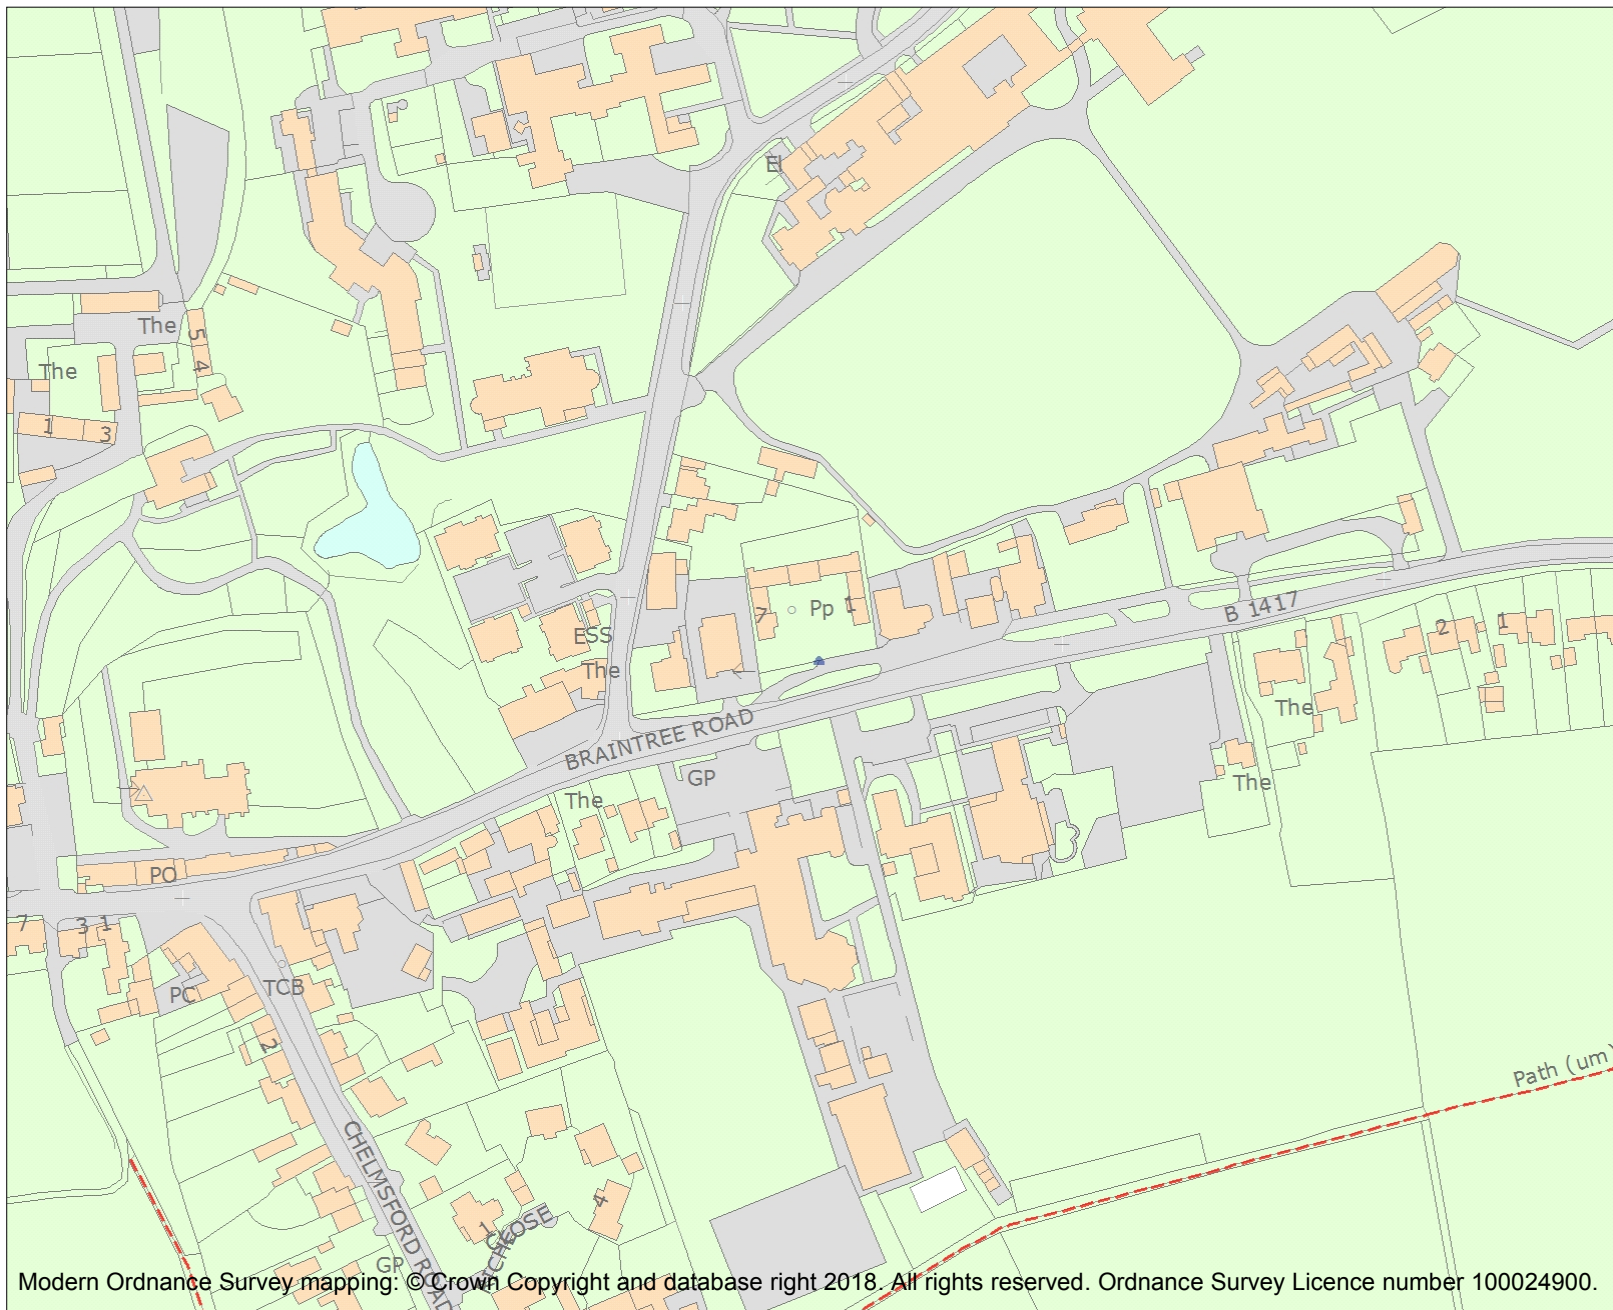 El
The
5
4
The
1
3
B 1417
7
Pp
1
ESS
The
2
1
The
BRAINTREE ROAD
GP
The
The
PO
7
3
1
TCB
PC
2
Path (um)
CHELMSFORD ROAD
4
1
CLOSE
GP
Modern Ordnance Survey mapping: © Crown Copyright and database right 2018. All rights reserved. Ordnance Survey Licence number 100024900.